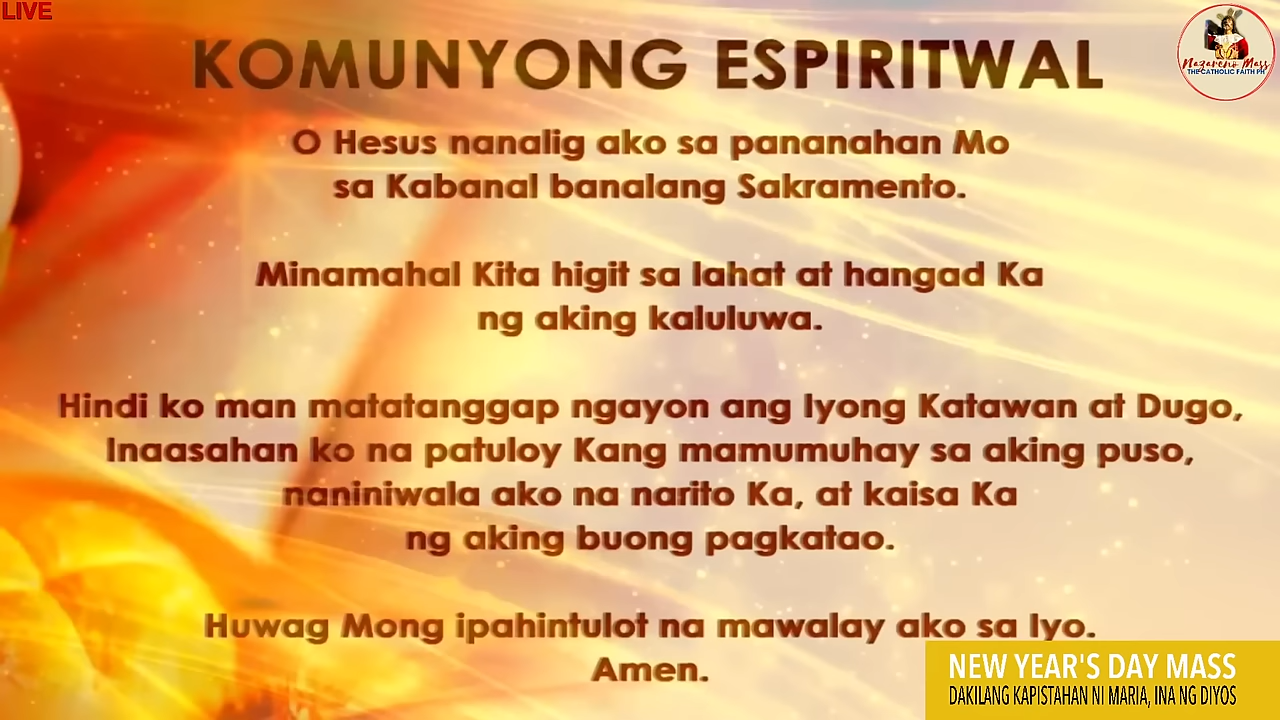 LIVE
KOMUNYONG ESPIRITWAL
Nazareno Mass
THE CATHOLIC FAITH PH
O Hesus nanalig ako sa pananahan Mo
sa Kabanal banalang Sakramento.
Minamahal Kita higit sa lahat at hangad Ka
ng aking kaluluwa.
Hindi ko man matatanggap ngayon ang Iyong Katawan at Dugo,
Inaasahan ko na patuloy Kang mamumuhay sa aking puso,
naniniwala ako na narito Ka, at kaisa Ka
ng aking buong pagkatao.
Huwag Mong ipahintulot na mawalay ako sa Iyo.
Amen.
NEW YEAR'S DAY MASS
DAKILANG KAPISTAHAN NI MARIA, INA NG DIYOS